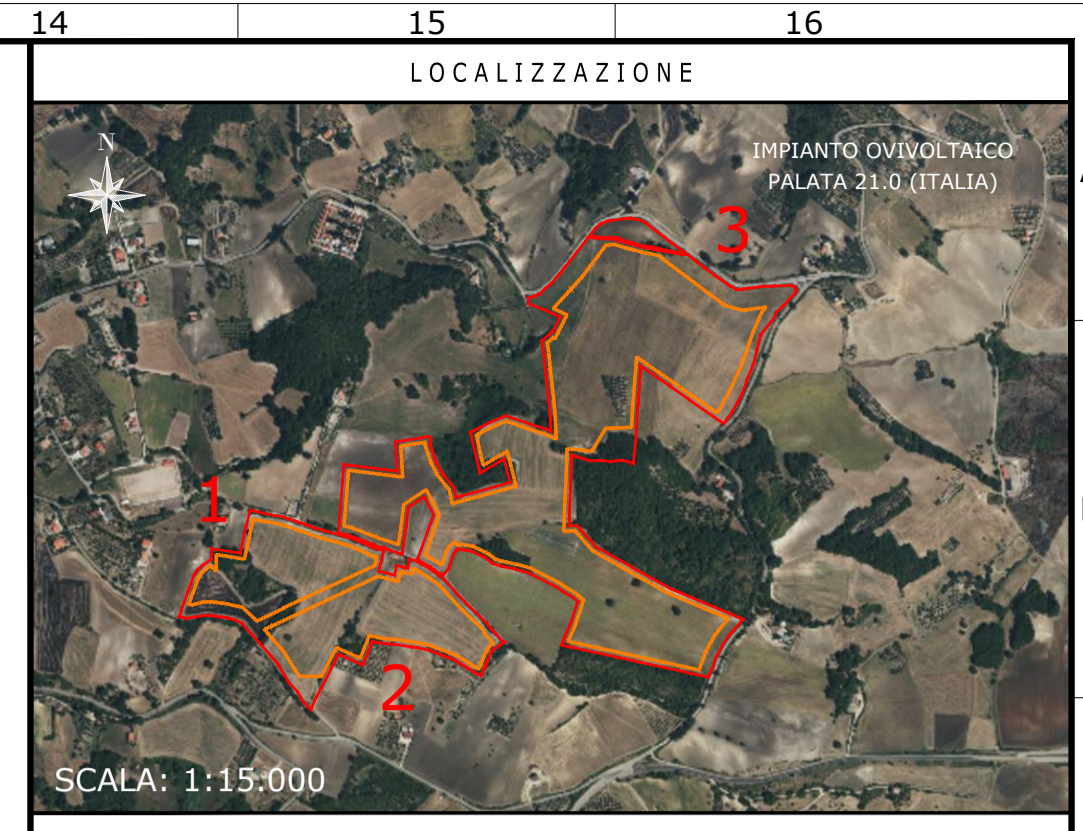 14 15 16
LOCALIZZAZIONE
N
IMPIANTO OVIVOLTAICO
PALATA 21.0 (ITALIA)
3
1
2
SCALA: 1:15.000